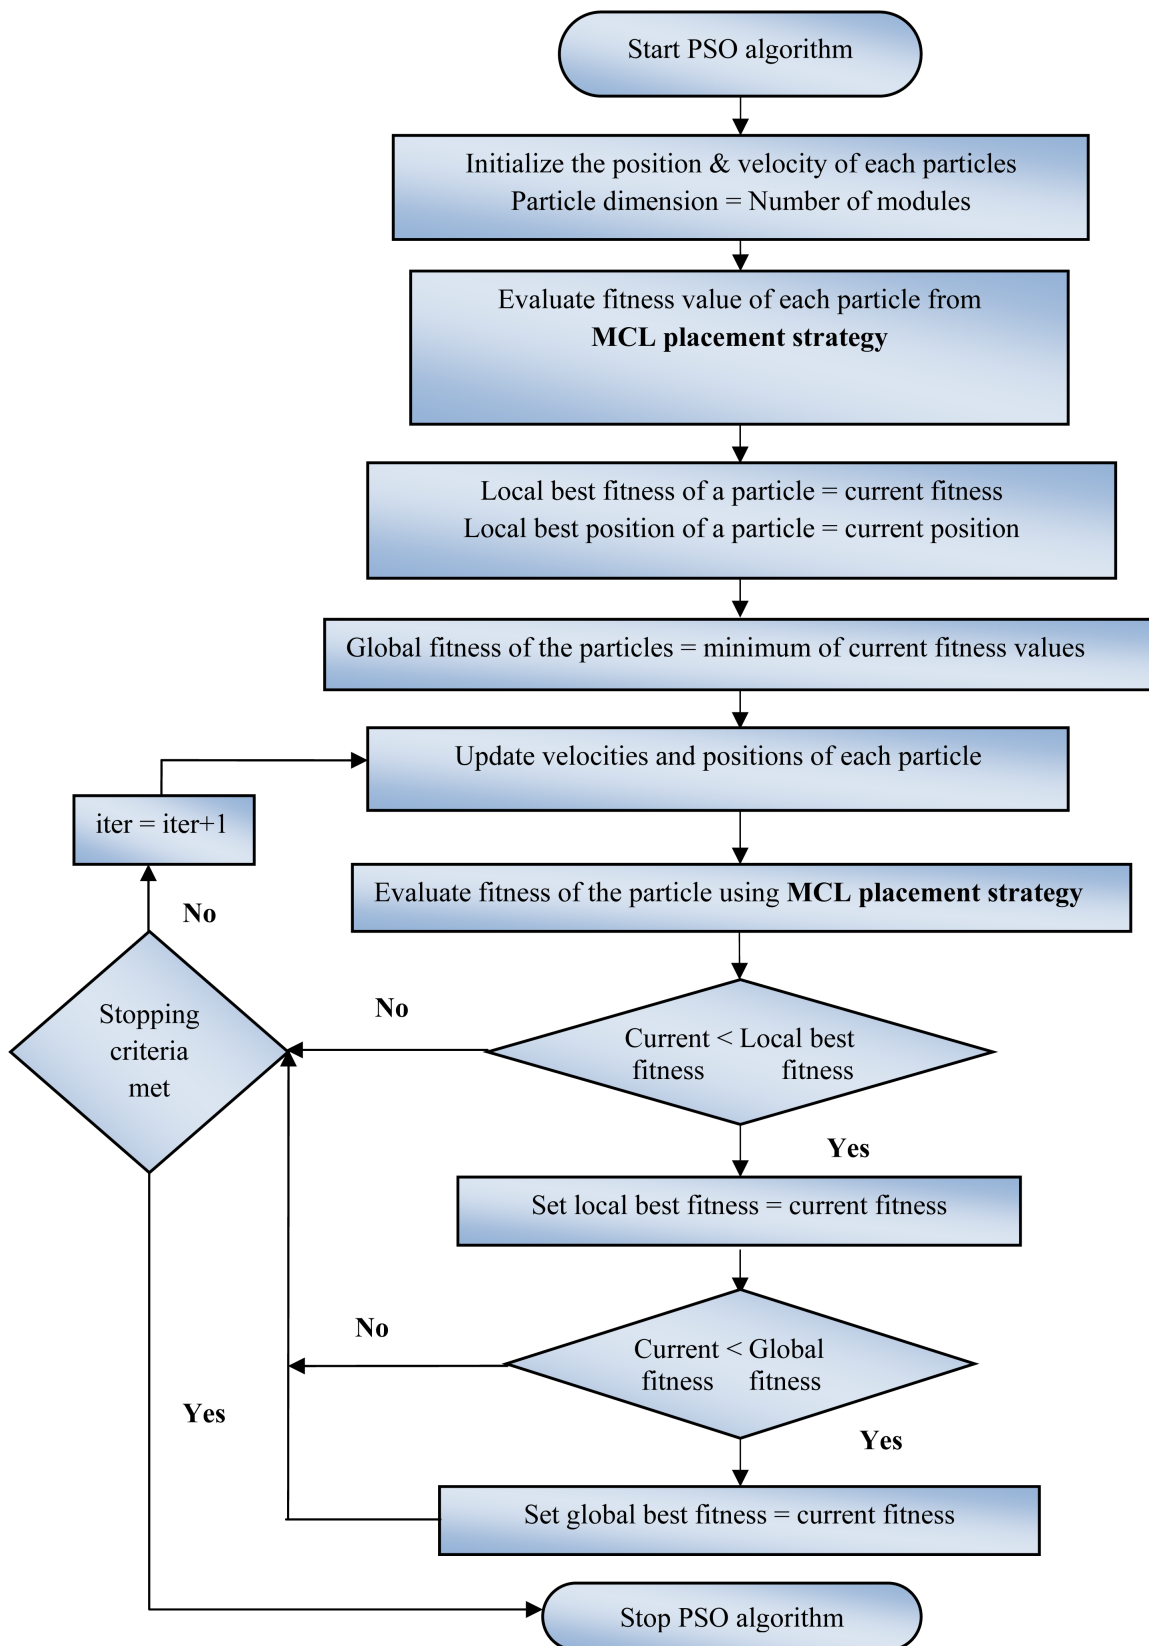 Start PSO algorithm
Initialize the position & velocity of each particles
Particle dimension = Number of modules
Evaluate fitness value of each particle from
MCL placement strategy
Local best fitness of a particle = current fitness
Local best position of a particle = current position
Global fitness of the particles = minimum of current fitness values
Update velocities and positions of each particle
iter = iter+1
Evaluate fitness of the particle using MCL placement strategy
No
Stopping
criteria
met
No
Current < Local best
fitness fitness
Yes
Set local best fitness = current fitness
No
Current < Global
fitness fitness
Yes
Yes
Set global best fitness = current fitness
Stop PSO algorithm